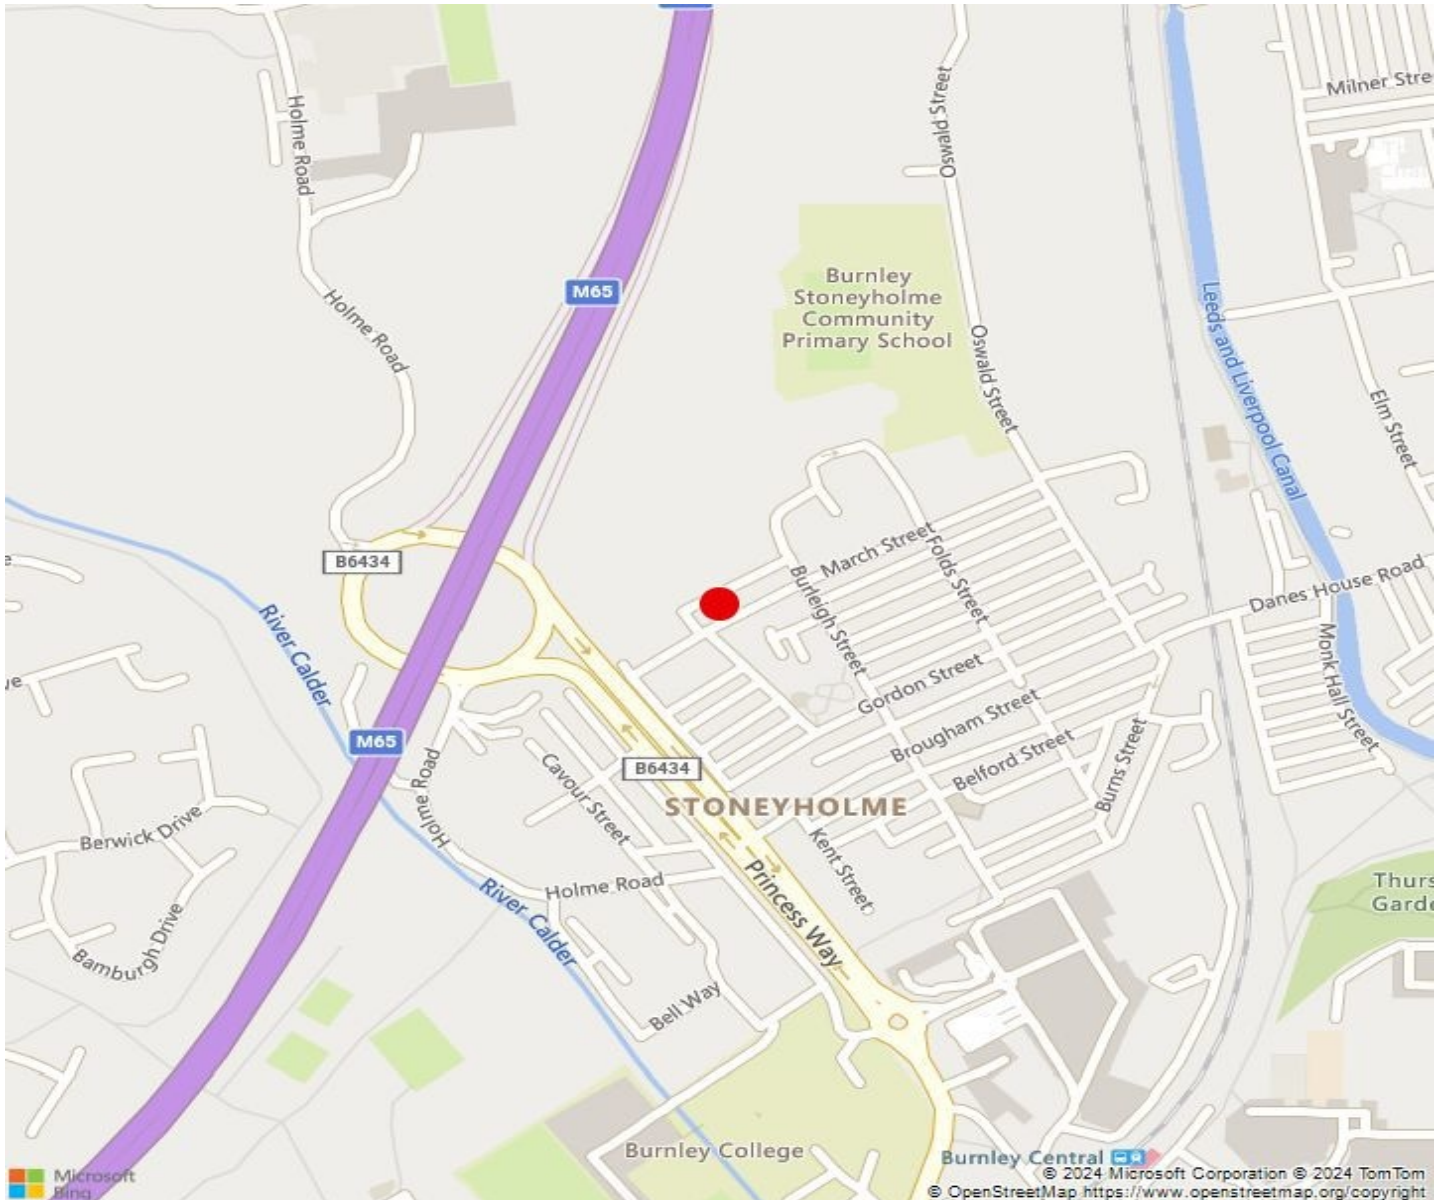 Milner Stre
Holme Road
Oswald Street
M65
Burnley
Stoneyholme
Community
Primary School
Leeds and Liverpool Canal
Holme Road
Oswald Street
Elm Street
March Street
Folds Street
B6434
Burleigh Street
Danes House Road
River Calder
Monk Hall Street
Gordon Street
Brougham Street
M65
B6434
Belford Street
Burns Street
Holme Road
Cavour Street
STONEYHOLME
Berwick Drive
Kent Street
Princess Way
Holme Road
River Calder
Thurs
Garde
Bamburgh Drive
Bell Way
Burnley College
Burnley Central
Microsoft
Bing
© 2024 Microsoft Corporation © 2024 TomTom
© OpenStreetMap https://www.openstreetmap.org/copyright